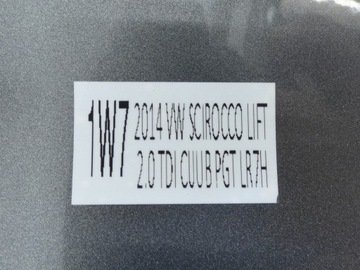 1W7
2014 VW SCIROCCO LIFT
2.0 TDI CUUB PGT LR7H